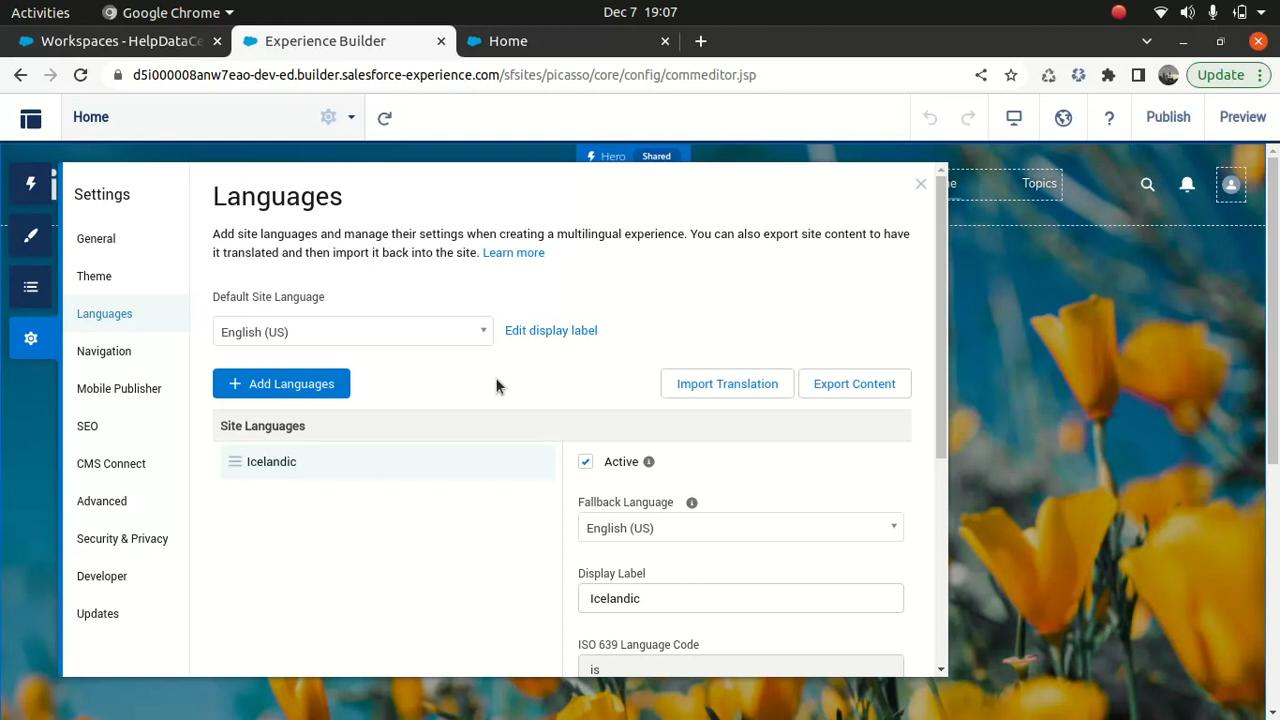 Activities
Google Chrome
Dec 7 19:07
Workspaces - HelpDataCe
Experience Builder
Home
d5i000008anw7eao-dev-ed.builder.salesforce-experience.com/sfsites/picasso/core/config/commeditor.jsp
Update
Home
Publish
Preview
Hero
Shared
Topics
Settings
General
Theme
Languages
Navigation
Mobile Publisher
SEO
CMS Connect
Advanced
Security & Privacy
Developer
Updates
Languages
Add site languages and manage their settings when creating a multilingual experience. You can also export site content to have
it translated and then import it back into the site. Learn more
Default Site Language
English (US)
Edit display label
+ Add Languages
Import Translation
Export Content
Site Languages
Icelandic
Active
Fallback Language
English (US)
Display Label
Icelandic
ISO 639 Language Code
is